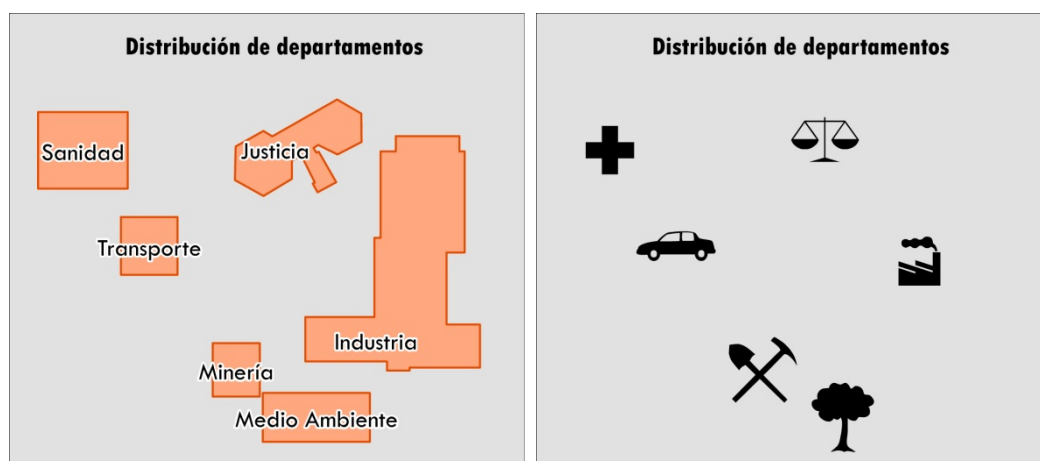 Distribución de departamentos
Sanidad
Justicia
Transporte
Industria
Minería
Medio Ambiente
Distribución de departamentos